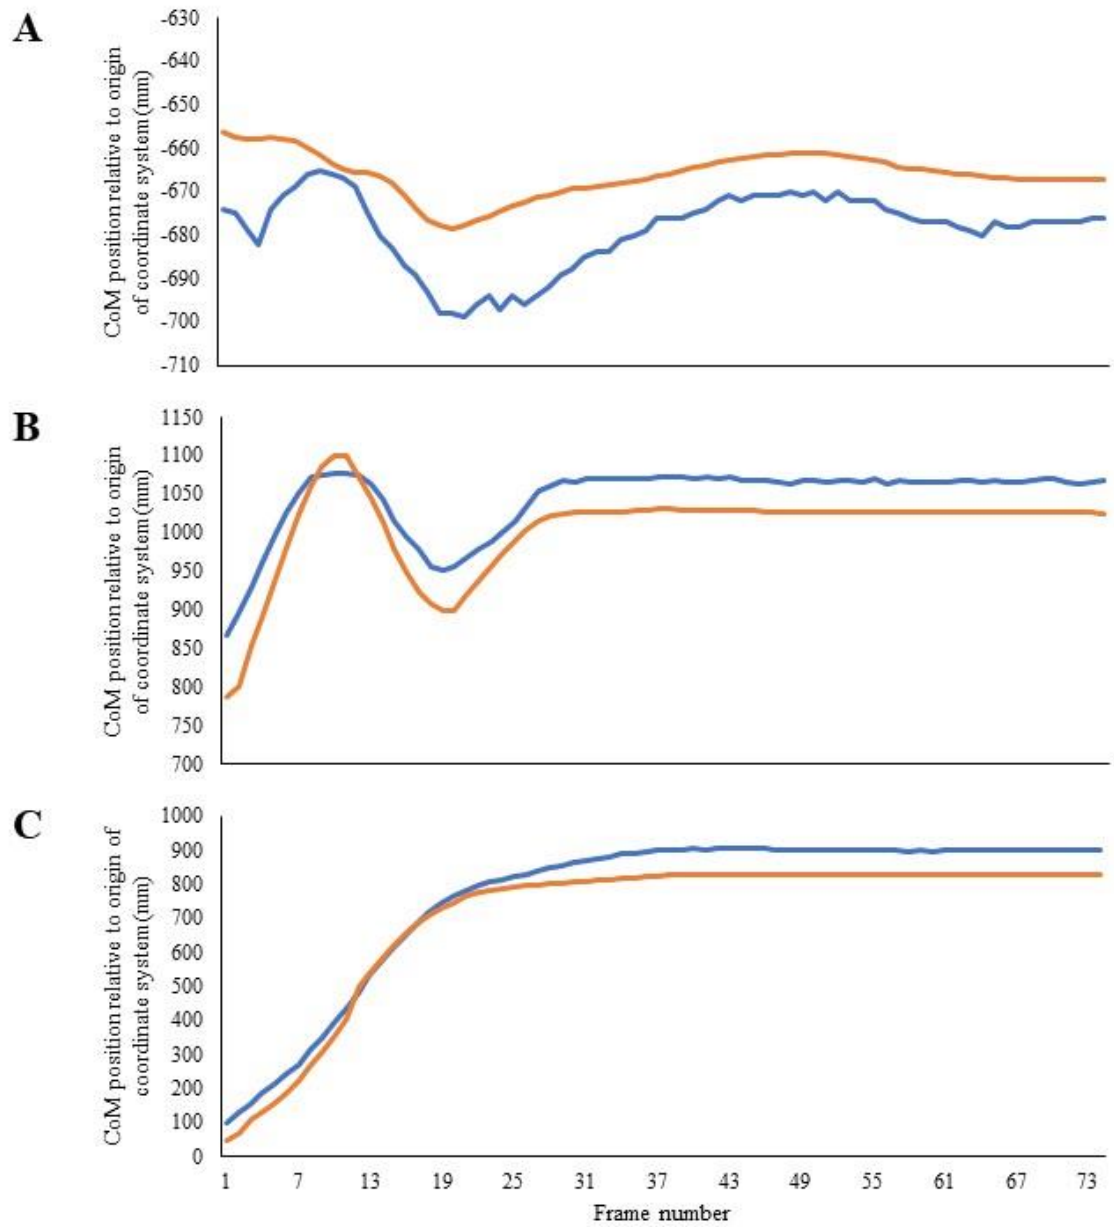 A
CoM position relative to origin
of coordinate system (mm)
-630
-640
-650
-660
-670
-680
-690
-700
-710
B
CoM position relative to origin
of coordinate system (mm)
1150
1100
1050
1000
950
900
850
800
750
700
C
CoM position relative to origin of
coordinate system (mm)
1000
900
800
700
600
500
400
300
200
100
0
1 7 13 19 25 31 37 43 49 55 61 67 73
Frame number